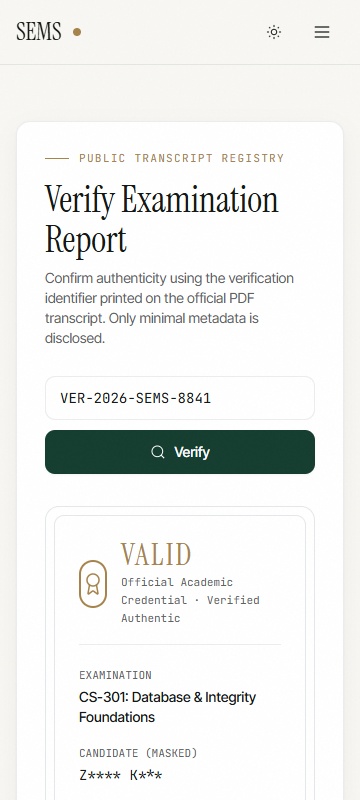 SEMS
PUBLIC TRANSCRIPT REGISTRY
Verify Examination
Report
Confirm authenticity using the verification
identifier printed on the official PDF
transcript. Only minimal metadata is
disclosed.
VER-2026-SEMS-8841
Verify
VALID
Official Academic
Credential · Verified
Authentic
EXAMINATION
CS-301: Database & Integrity
Foundations
CANDIDATE (MASKED)
Z**** K***